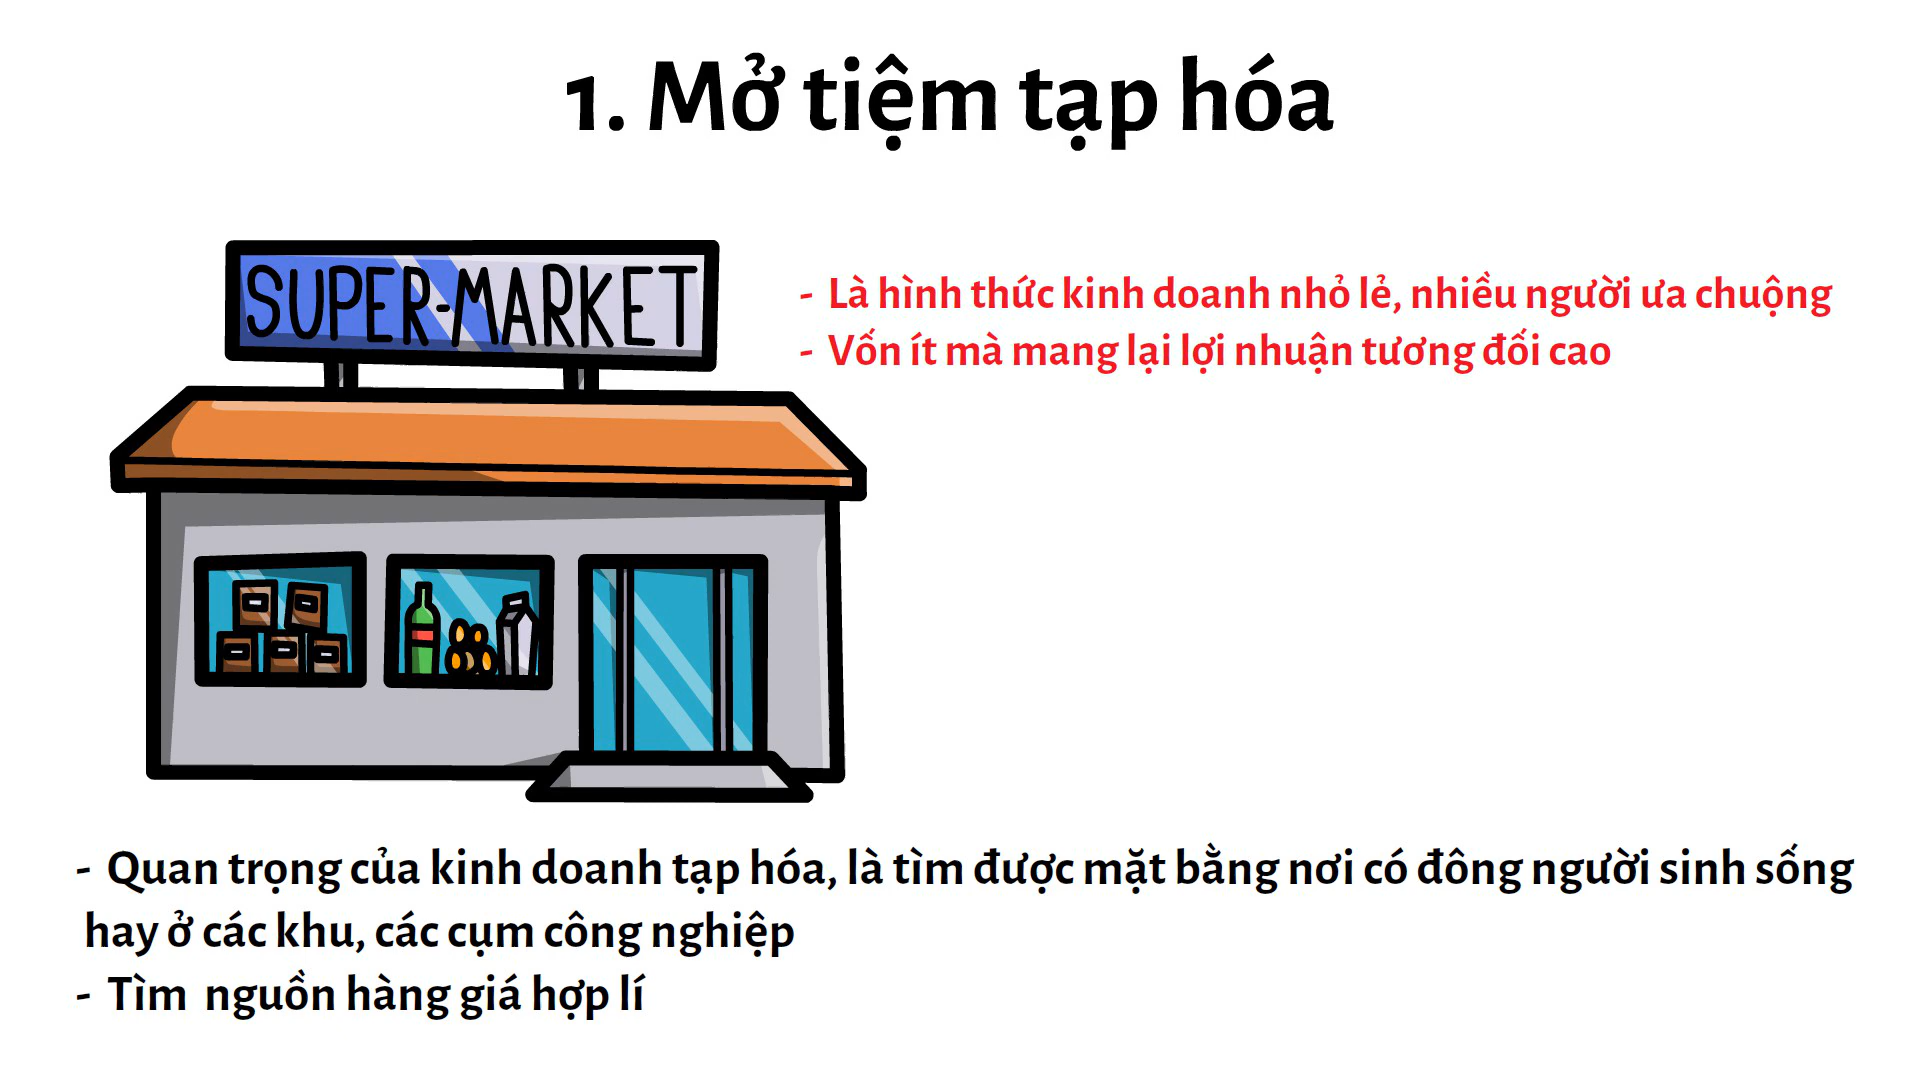 1. Mở tiệm tạp hóa
SUPER-MARKET
- Là hình thức kinh doanh nhỏ lẻ, nhiều người ưa chuộng
- Vốn ít mà mang lại lợi nhuận tương đối cao
- Quan trọng của kinh doanh tạp hóa, là tìm được mặt bằng nơi có đông người sinh sống
hay ở các khu, các cụm công nghiệp
- Tìm nguồn hàng giá hợp lí